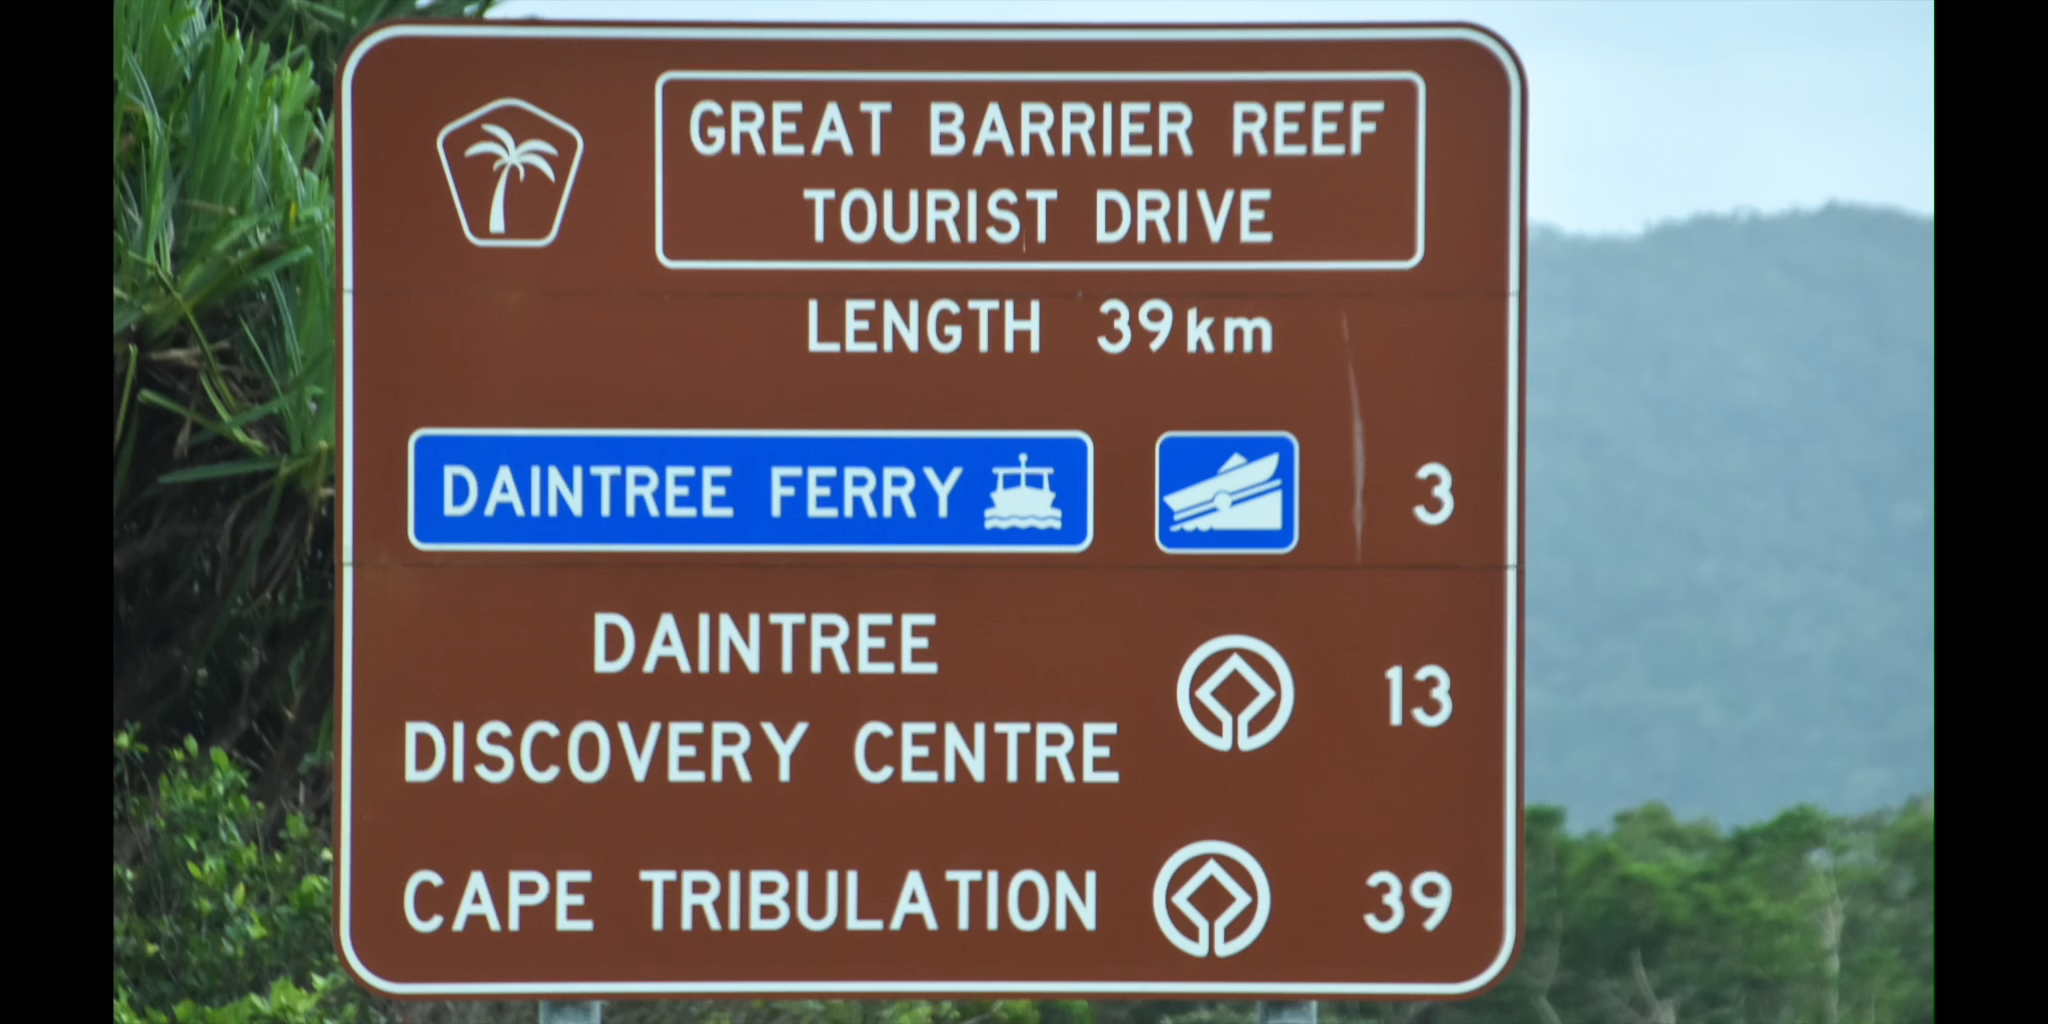 GREAT BARRIER REEF
TOURIST DRIVE
LENGTH 39km
DAINTREE FERRY 3
DAINTREE
DISCOVERY CENTRE 13
CAPE TRIBULATION 39